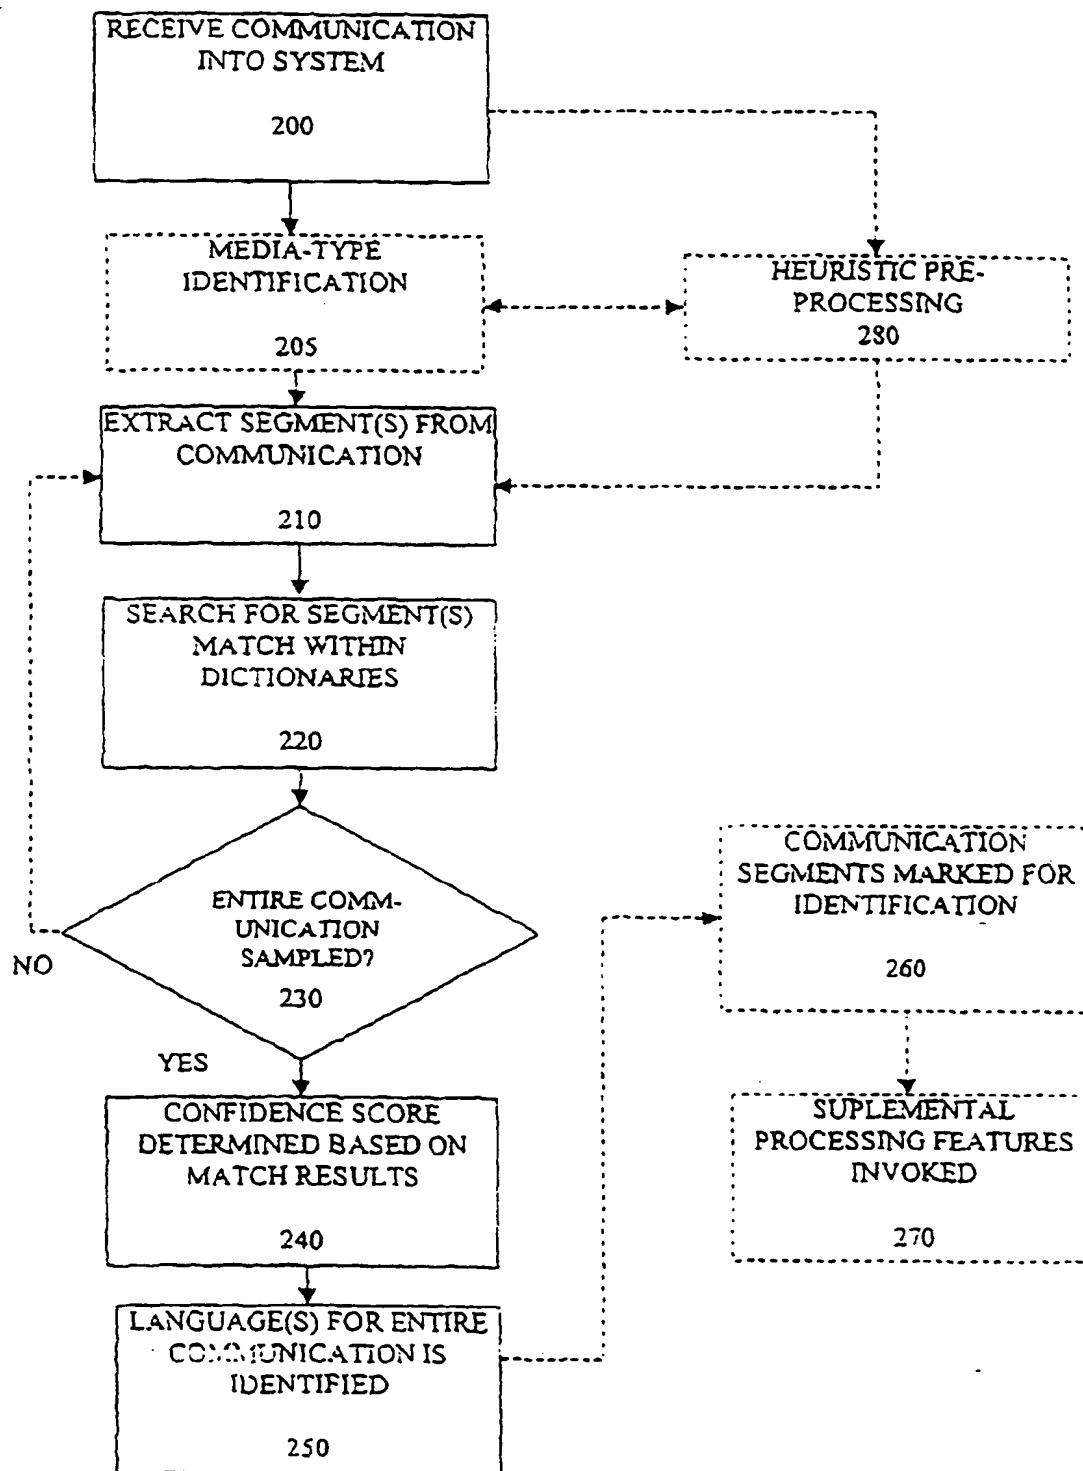 RECEIVE COMMUNICATION
INTO SYSTEM
200
MEDIA-TYPE
IDENTIFICATION
205
HEURISTIC PRE-
PROCESSING
280
EXTRACT SEGMENT(S) FROM
COMMUNICATION
210
SEARCH FOR SEGMENT(S)
MATCH WITHIN
DICTIONARIES
220
ENTIRE COMM-
UNICATION
SAMPLED?
230
NO
YES
CONFIDENCE SCORE
DETERMINED BASED ON
MATCH RESULTS
240
LANGUAGE(S) FOR ENTIRE
COMMUNICATION IS
IDENTIFIED
250
COMMUNICATION
SEGMENTS MARKED FOR
IDENTIFICATION
260
SUPLEMENTAL
PROCESSING FEATURES
INVOKED
270